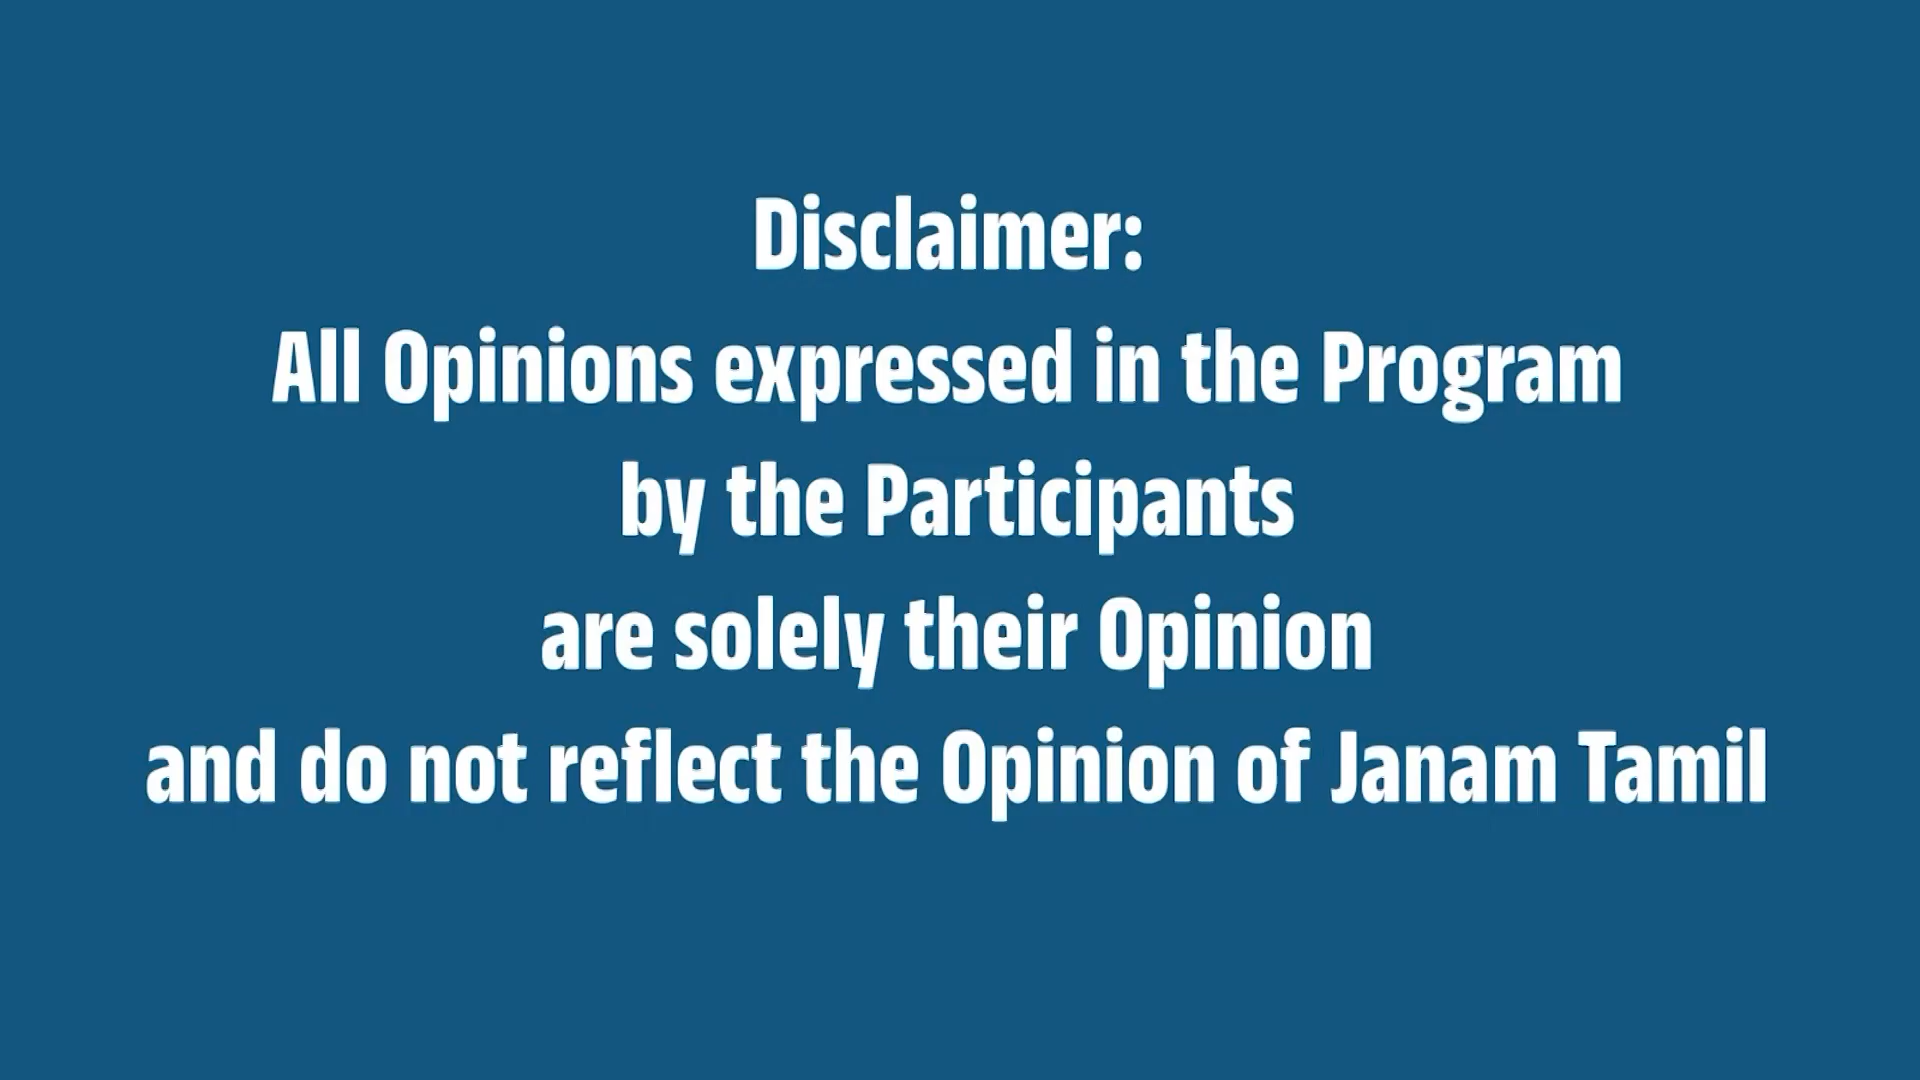 Disclaimer:
All Opinions expressed in the Program
by the Participants
are solely their Opinion
and do not reflect the Opinion of Janam Tamil